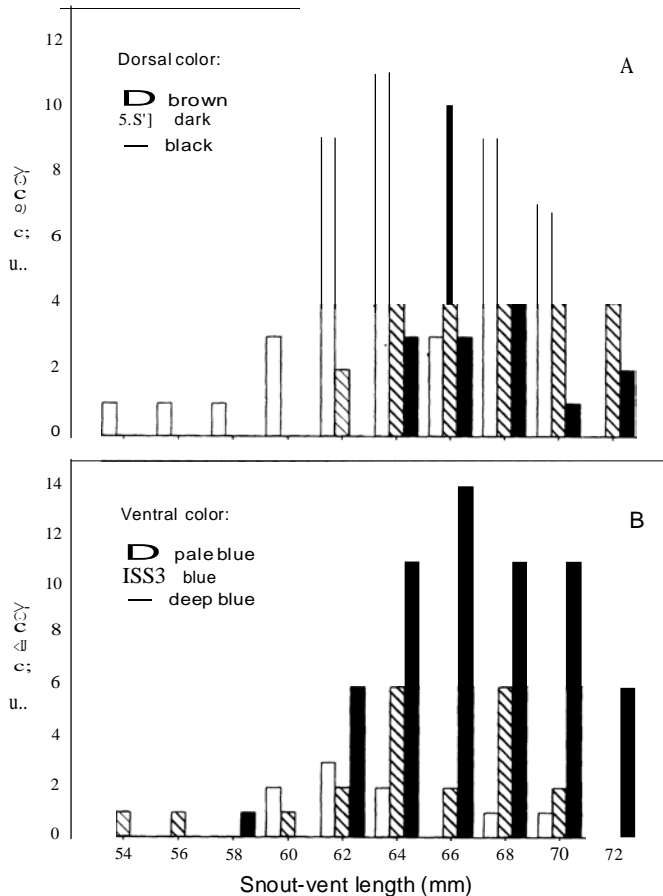 12
Dorsal color:
A
D brown
10
5.S'] dark
— black
8
6
c;
u..
4
2
0
14
Ventral color:
B
12
D pale blue
ISS3 blue
10
— deep blue
8
c;
6
u..
4
2
0
54 56 58 60 62 64 66 68 70 72
Snout-vent length (mm)